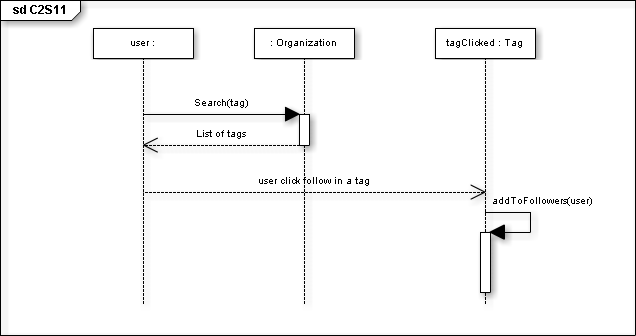 sd C2S11
user :
: Organization
tagClicked : Tag
Search(tag)
List of tags
user click follow in a tag
addToFollowers(user)